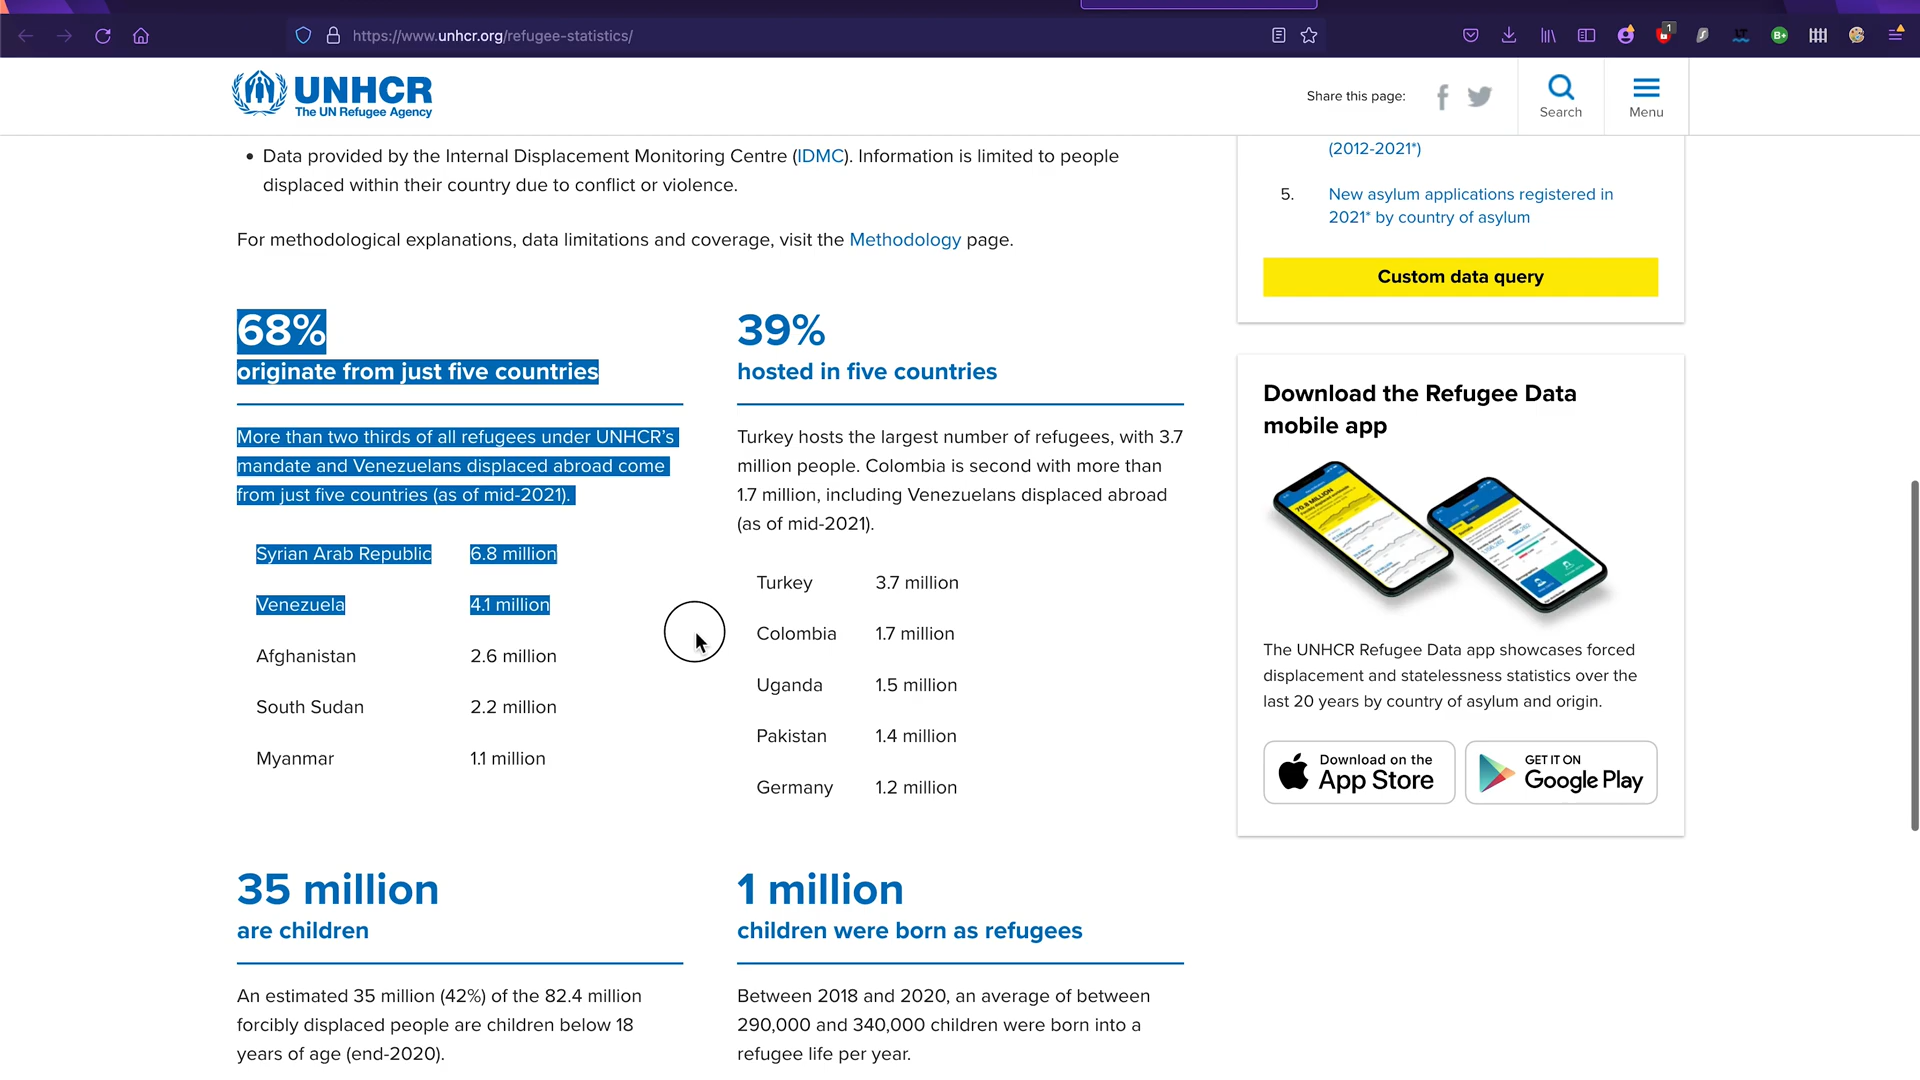 https://www.unhcr.org/refugee-statistics/
1
UNHCR
The UN Refugee Agency
Share this page:
Search
Menu
Data provided by the Internal Displacement Monitoring Centre (IDMC). Information is limited to people
displaced within their country due to conflict or violence.
For methodological explanations, data limitations and coverage, visit the Methodology page.
68%
originate from just five countries
More than two thirds of all refugees under UNHCR’s
mandate and Venezuelans displaced abroad come
from just five countries (as of mid-2021).
Syrian Arab Republic 6.8 million
Venezuela 4.1 million
Afghanistan 2.6 million
South Sudan 2.2 million
Myanmar 1.1 million
39%
hosted in five countries
Turkey hosts the largest number of refugees, with 3.7
million people. Colombia is second with more than
1.7 million, including Venezuelans displaced abroad
(as of mid-2021).
Turkey 3.7 million
Colombia 1.7 million
Uganda 1.5 million
Pakistan 1.4 million
Germany 1.2 million
35 million
are children
An estimated 35 million (42%) of the 82.4 million
forcibly displaced people are children below 18
years of age (end-2020).
1 million
children were born as refugees
Between 2018 and 2020, an average of between
290,000 and 340,000 children were born into a
refugee life per year.
(2012-2021*)
5. New asylum applications registered in
2021* by country of asylum
Custom data query
Download the Refugee Data
mobile app
The UNHCR Refugee Data app showcases forced
displacement and statelessness statistics over the
last 20 years by country of asylum and origin.
Download on the
App Store
GET IT ON
Google Play